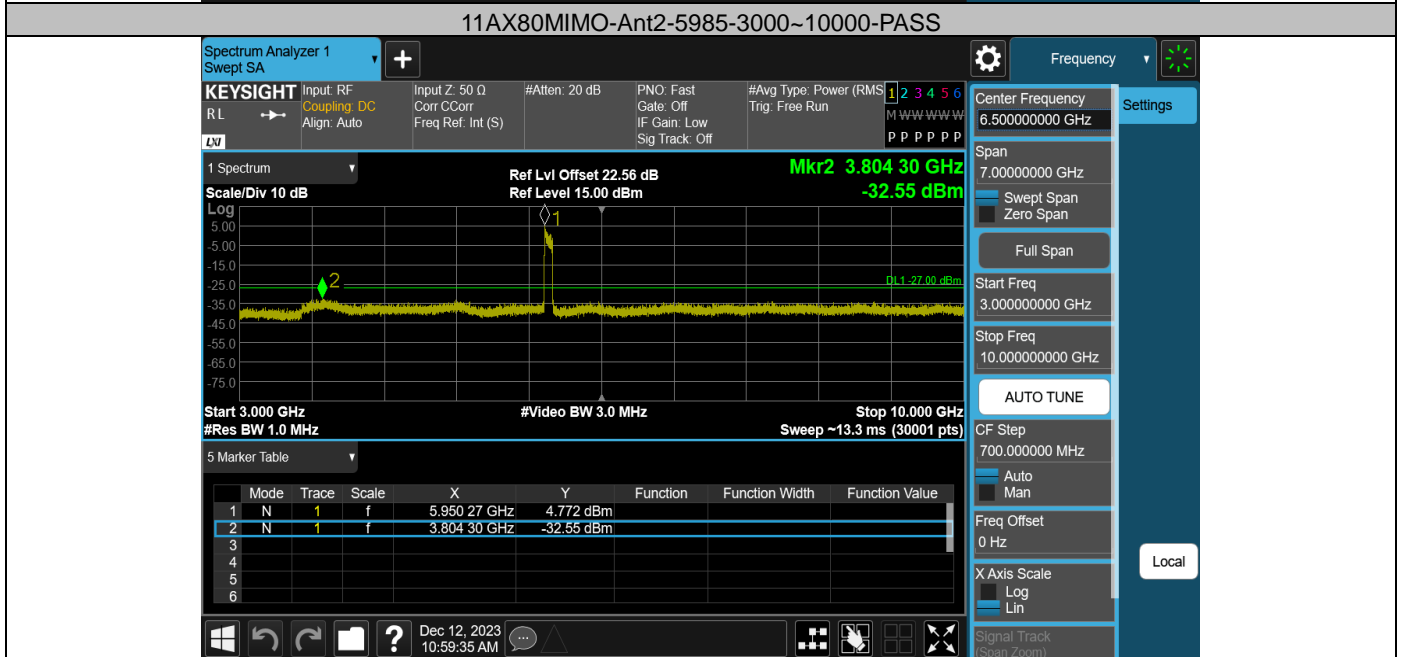 11AX80MIMO-Ant2-5985-3000~10000-PASS
Spectrum Analyzer 1
Swept SA
Frequency
KEYSIGHT
RL
LXI
Input: RF
Coupling: DC
Align: Auto
Input Z: 50 Ω
Corr CCorr
Freq Ref: Int (S)
#Atten: 20 dB
PNO: Fast
Gate: Off
IF Gain: Low
Sig Track: Off
#Avg Type: Power (RMS
Trig: Free Run
1 2 3 4 5 6
M W W W W W
P P P P P P
1 Spectrum
Scale/Div 10 dB
Ref Lvl Offset 22.56 dB
Ref Level 15.00 dBm
Mkr2 3.804 30 GHz
-32.55 dBm
Log
5.00
-5.00
-15.0
-25.0
-35.0
-45.0
-55.0
-65.0
-75.0
1
2
DL1 -27.00 dBm
Start 3.000 GHz
#Video BW 3.0 MHz
Stop 10.000 GHz
#Res BW 1.0 MHz
Sweep ~13.3 ms (30001 pts)
5 Marker Table
Mode Trace Scale X Y Function Function Width Function Value
1 N 1 f 5.950 27 GHz 4.772 dBm
2 N 1 f 3.804 30 GHz -32.55 dBm
3
4
5
6
Dec 12, 2023
10:59:35 AM
Center Frequency
6.500000000 GHz
Settings
Span
7.00000000 GHz
Swept Span
Zero Span
Full Span
Start Freq
3.000000000 GHz
Stop Freq
10.000000000 GHz
AUTO TUNE
CF Step
700.000000 MHz
Auto
Man
Freq Offset
0 Hz
X Axis Scale
Log
Lin
Signal Track
(Span Zoom)
Local